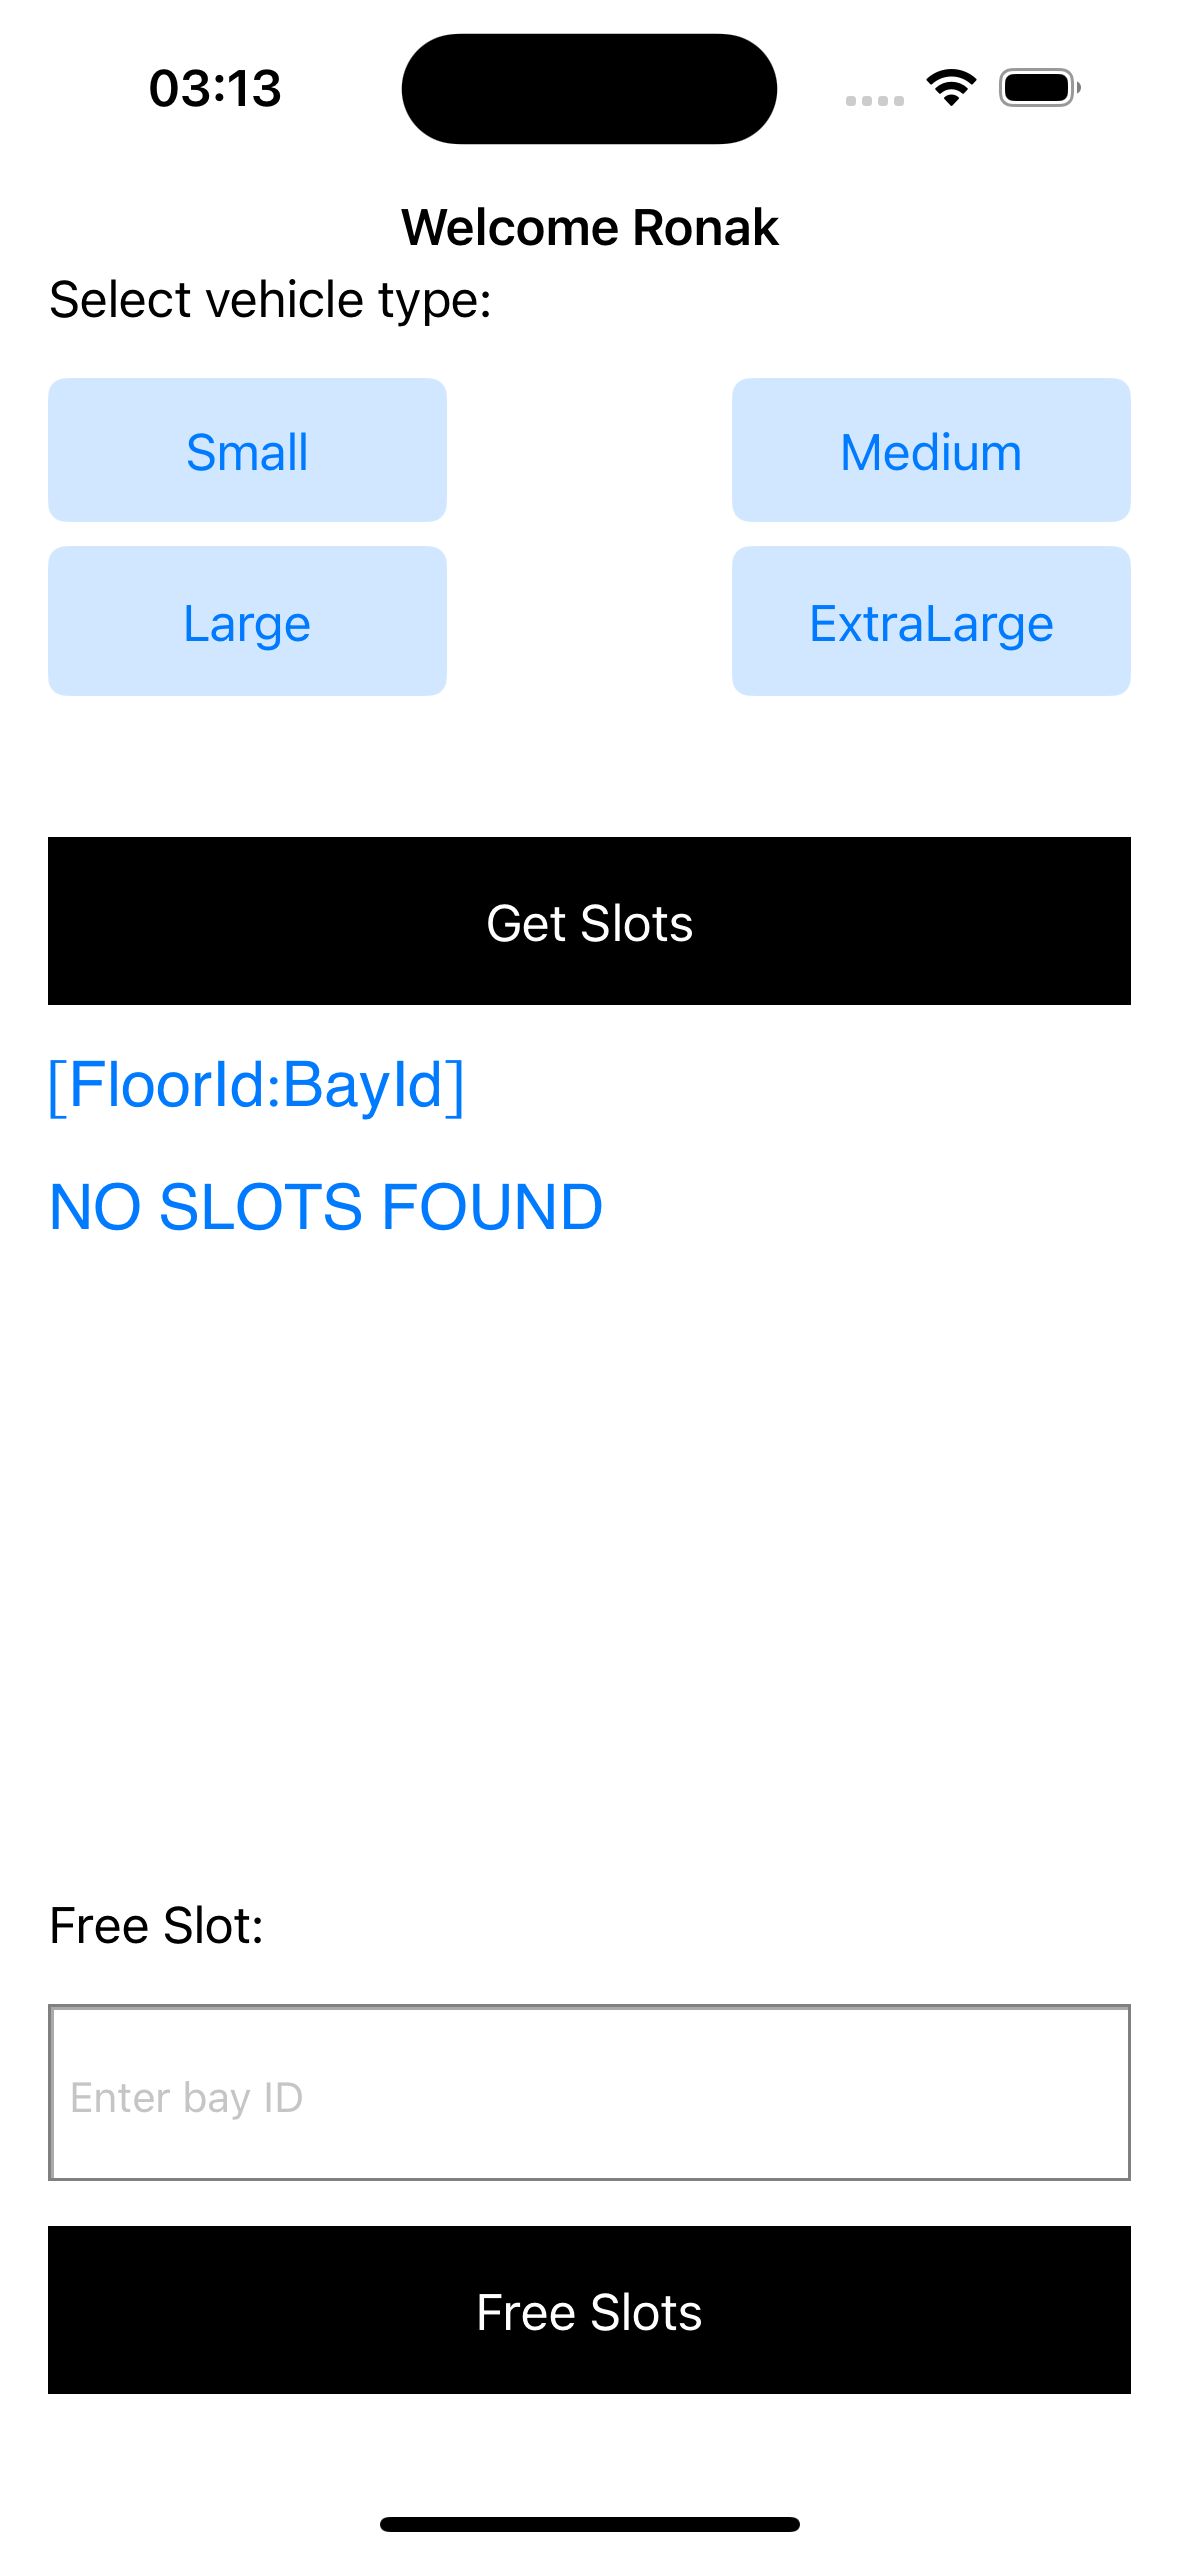 03:13
Welcome Ronak
Select vehicle type:
Small Medium
Large ExtraLarge
Get Slots
[FloorId:BayId]
NO SLOTS FOUND
Free Slot:
Enter bay ID
Free Slots